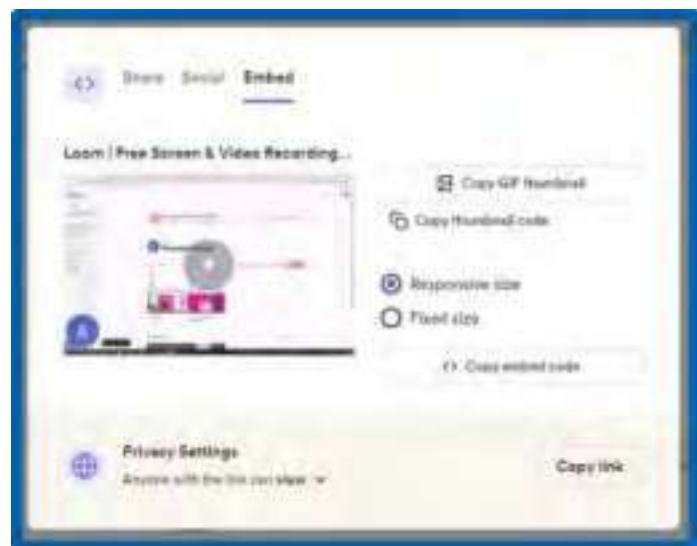 Share Social Embed
Loom | Free Screen & Video Recording...
Copy GIF thumbnail
Copy thumbnail code
Responsive size
Fixed size
Copy embed code
Privacy Settings
Anyone with the link can view
Copy link